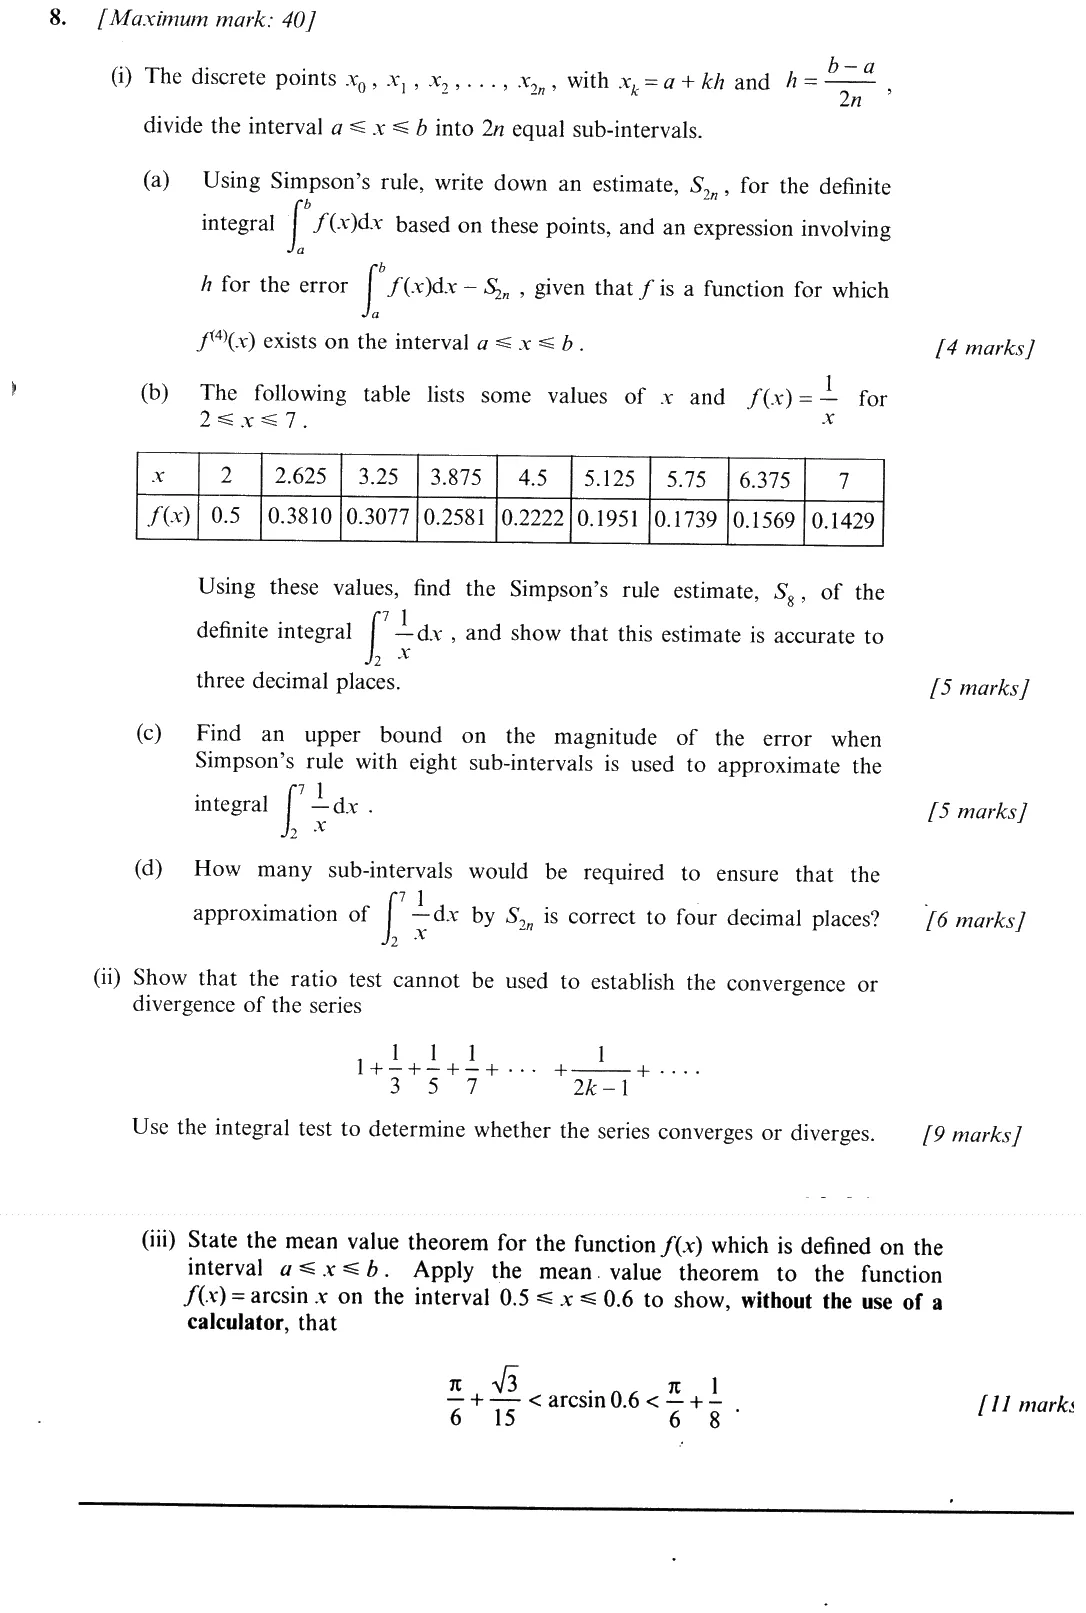 8. [Maximum mark: 40]
(i) The discrete points x₀, x₁, x₂, . . . , x₂ₙ, with xₖ = a + kh and h = (b − a)/2n ,
divide the interval a ⩽ x ⩽ b into 2n equal sub-intervals.
(a) Using Simpson's rule, write down an estimate, S₂ₙ, for the definite
integral ∫ₐᵇ f(x)dx based on these points, and an expression involving
h for the error ∫ₐᵇ f(x)dx − S₂ₙ , given that f is a function for which
f⁽⁴⁾(x) exists on the interval a ⩽ x ⩽ b . [4 marks]
(b) The following table lists some values of x and f(x) = 1/x for
2 ⩽ x ⩽ 7 .
x 2 2.625 3.25 3.875 4.5 5.125 5.75 6.375 7
f(x) 0.5 0.3810 0.3077 0.2581 0.2222 0.1951 0.1739 0.1569 0.1429
Using these values, find the Simpson's rule estimate, S₈, of the
definite integral ∫₂⁷ 1/x dx , and show that this estimate is accurate to
three decimal places. [5 marks]
(c) Find an upper bound on the magnitude of the error when
Simpson's rule with eight sub-intervals is used to approximate the
integral ∫₂⁷ 1/x dx . [5 marks]
(d) How many sub-intervals would be required to ensure that the
approximation of ∫₂⁷ 1/x dx by S₂ₙ is correct to four decimal places? [6 marks]
(ii) Show that the ratio test cannot be used to establish the convergence or
divergence of the series
1 + 1/3 + 1/5 + 1/7 + · · · + 1/(2k − 1) + · · · ·
Use the integral test to determine whether the series converges or diverges. [9 marks]
(iii) State the mean value theorem for the function f(x) which is defined on the
interval a ⩽ x ⩽ b. Apply the mean value theorem to the function
f(x) = arcsin x on the interval 0.5 ⩽ x ⩽ 0.6 to show, without the use of a
calculator, that
π/6 + √3/15 < arcsin 0.6 < π/6 + 1/8 . [11 marks